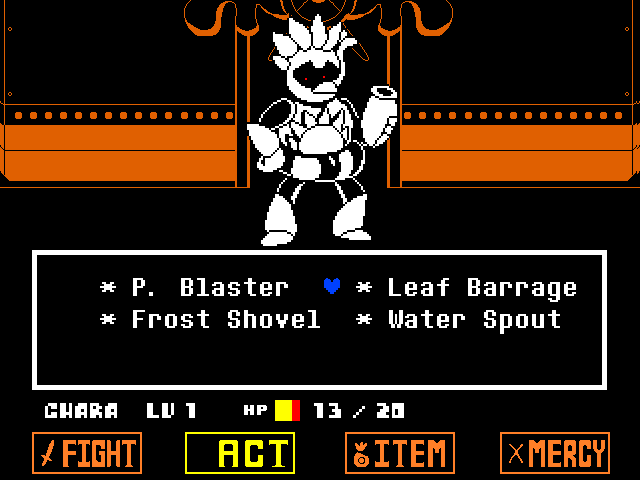 * P. Blaster * Leaf Barrage
* Frost Shovel * Water Spout
CHARA LV 1 HP 13 / 20
FIGHT ACT ITEM MERCY